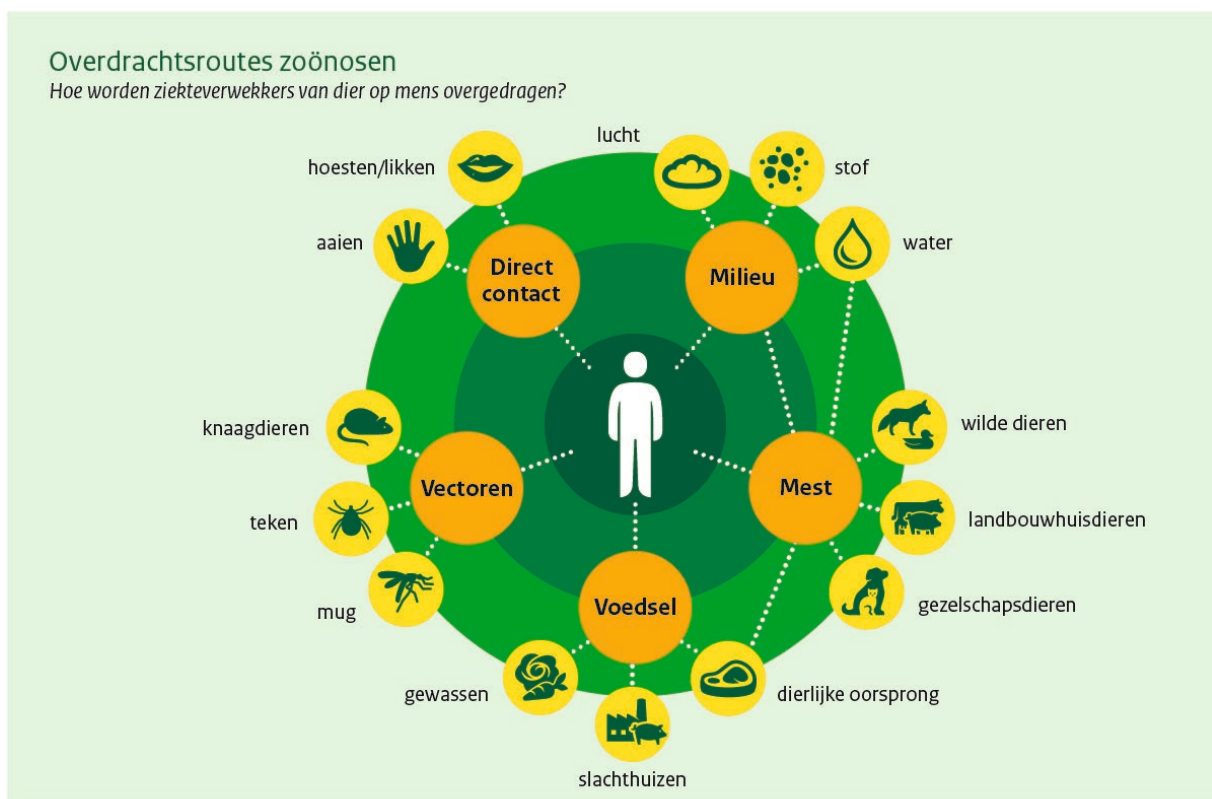 Overdrachtsroutes zoönosen
Hoe worden ziekteverwekkers van dier op mens overgedragen?
lucht
hoesten/likken
stof
aaien
water
Direct
contact
Milieu
knaagdieren
wilde dieren
Vectoren
Mest
teken
landbouwhuisdieren
mug
Voedsel
gezelschapsdieren
gewassen
dierlijke oorsprong
slachthuizen